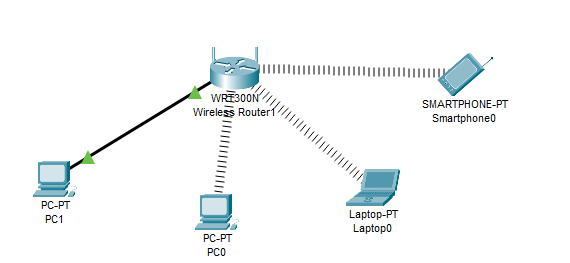 WRT300N
Wireless Router1
SMARTPHONE-PT
Smartphone0
PC-PT
PC1
PC-PT
PC0
Laptop-PT
Laptop0